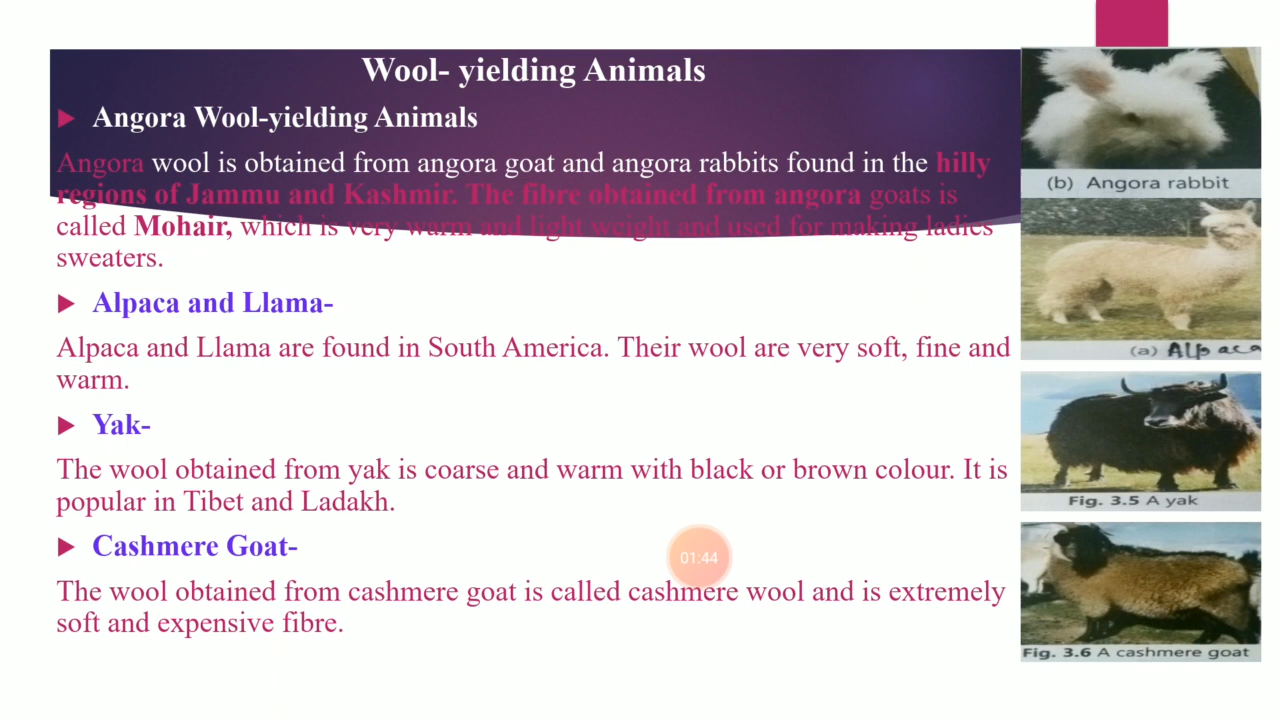 Wool- yielding Animals
Angora Wool-yielding Animals
Angora wool is obtained from angora goat and angora rabbits found in the hilly
regions of Jammu and Kashmir. The fibre obtained from angora goats is
called Mohair, which is very warm and light weight and used for making ladies
sweaters.
Alpaca and Llama-
Alpaca and Llama are found in South America. Their wool are very soft, fine and
warm.
Yak-
The wool obtained from yak is coarse and warm with black or brown colour. It is
popular in Tibet and Ladakh.
Cashmere Goat-
The wool obtained from cashmere goat is called cashmere wool and is extremely
soft and expensive fibre.
01:44
(b) Angora rabbit
(a) Alpaca
Fig. 3.5 A yak
Fig. 3.6 A cashmere goat